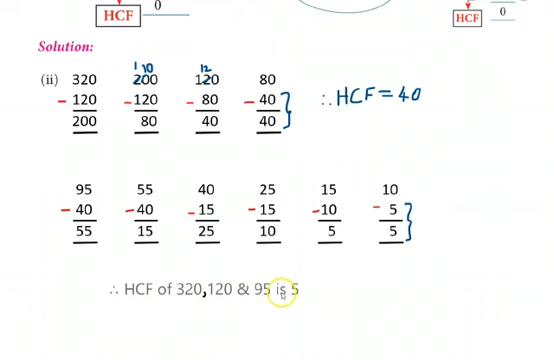 0
HCF
0
HCF
Solution:
1 10 12
(ii) 320 200 120 80
- 120 - 120 - 80 - 40
200 80 40 40
∴ HCF = 40
95 55 40 25 15 10
- 40 - 40 - 15 - 15 - 10 - 5
55 15 25 10 5 5
∴ HCF of 320, 120 & 95 is 5